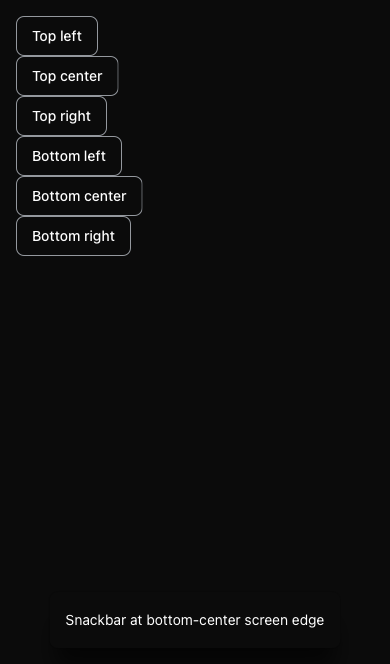 Top left
Top center
Top right
Bottom left
Bottom center
Bottom right
Snackbar at bottom-center screen edge